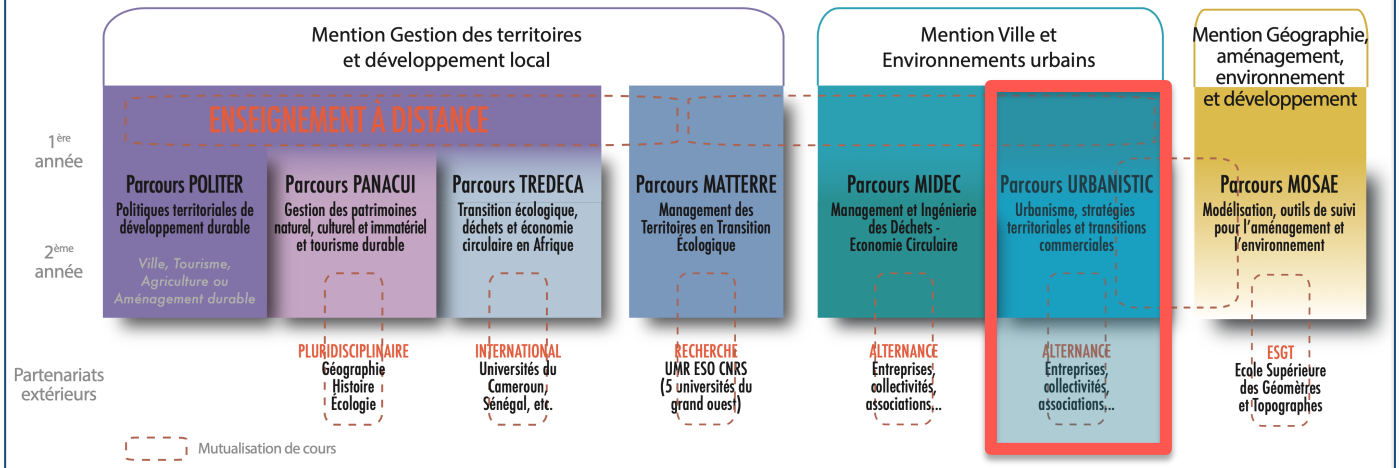 Mention Gestion des territoires
et développement local
Mention Ville et
Environnements urbains
Mention Géographie,
aménagement,
environnement
et développement
1ère
année
2ème
année
ENSEIGNEMENT À DISTANCE
Parcours POLITER
Politiques territoriales de
développement durable
Ville, Tourisme,
Agriculture ou
Aménagement durable
Parcours PANACUI
Gestion des patrimoines
naturel, culturel et immatériel
et tourisme durable
Parcours TREDECA
Transition écologique,
déchets et économie
circulaire en Afrique
Parcours MATTERRE
Management des
Territoires en Transition
Écologique
Parcours MIDEC
Management et Ingénierie
des Déchets -
Economie Circulaire
Parcours URBANISTIC
Urbanisme, stratégies
territoriales et transitions
commerciales
Parcours MOSAE
Modélisation, outils de suivi
pour l'aménagement et
l'environnement
Partenariats
extérieurs
PLURIDISCIPLINAIRE
Géographie
Histoire
Écologie
INTERNATIONAL
Universités du
Cameroun,
Sénégal, etc.
RECHERCHE
UMR ESO CNRS
(5 universités du
grand ouest)
ALTERNANCE
Entreprises,
collectivités,
associations...
ALTERNANCE
Entreprises,
collectivités,
associations...
ESGT
Ecole Supérieure
des Géomètres
et Topographes
Mutualisation de cours